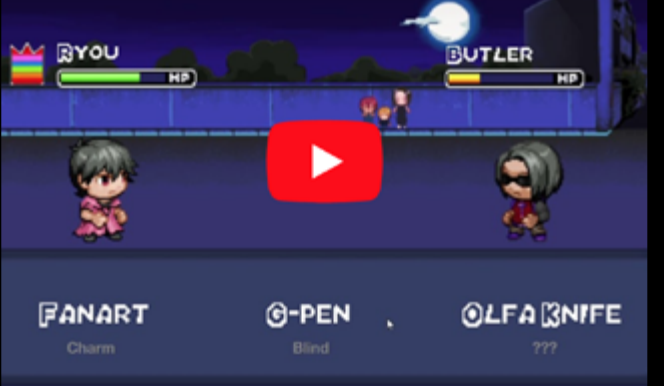 Ryou
Butler
HP
HP
Fanart
G-pen
Olfa Knife
Charm
Blind
???